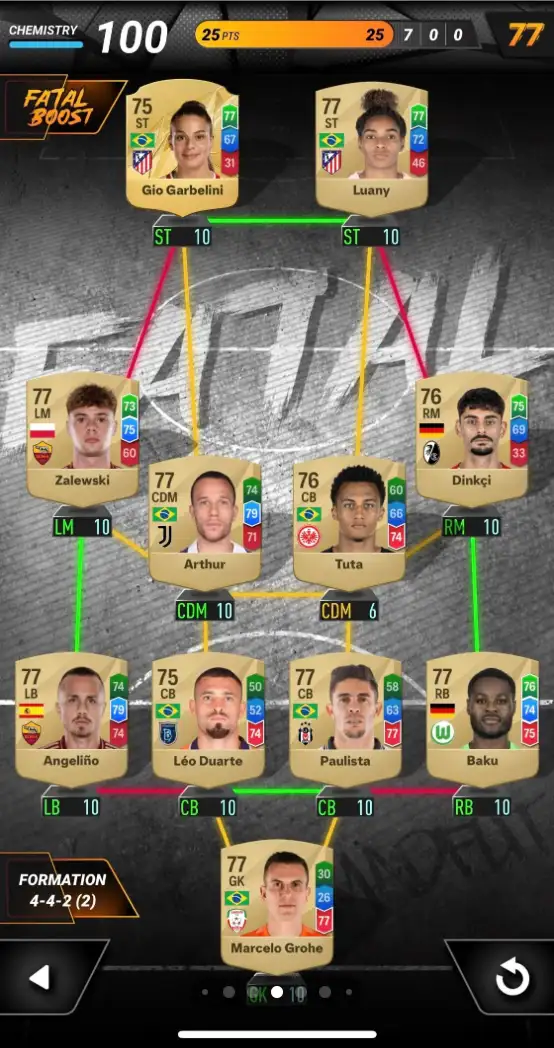 CHEMISTRY 100 25 PTS 25 7 0 0 77
FATAL
BOOST
75 77 77 77
ST 67 ST 72
31 46
Gio Garbelini Luany
ST 10 ST 10
FATAL
77 73 76 75
LM 75 RM 69
60 33
Zalewski Dinkçi
77 74 76 60
CDM 79 CB 66
71 74
LM 10 RM 10
Arthur Tuta
CDM 10 CDM 6
77 74 75 50 77 58 77 76
LB 79 CB 52 CB 63 RB 74
74 74 77 75
Angeliño Léo Duarte Paulista Baku
LB 10 CB 10 CB 10 RB 10
77 30
GK 26
77
FORMATION
4-4-2 (2)
Marcelo Grohe
GK 10